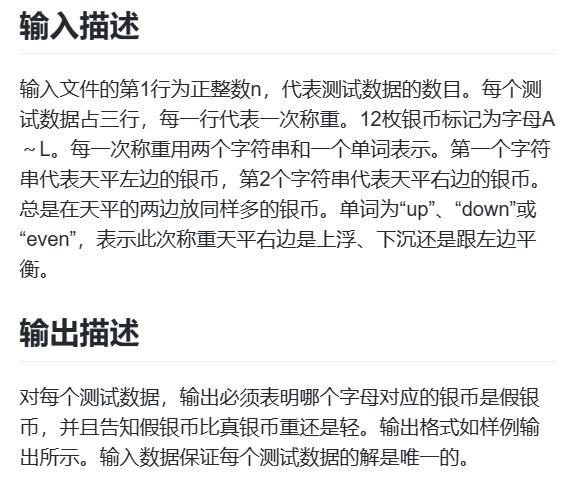 输入描述
输入文件的第1行为正整数n，代表测试数据的数目。每个测
试数据占三行，每一行代表一次称重。12枚银币标记为字母A
～L。每一次称重用两个字符串和一个单词表示。第一个字符
串代表天平左边的银币，第2个字符串代表天平右边的银币。
总是在天平的两边放同样多的银币。单词为“up”、“down”或
“even”，表示此次称重天平右边是上浮、下沉还是跟左边平
衡。
输出描述
对每个测试数据，输出必须表明哪个字母对应的银币是假银
币，并且告知假银币比真银币重还是轻。输出格式如样例输
出所示。输入数据保证每个测试数据的解是唯一的。